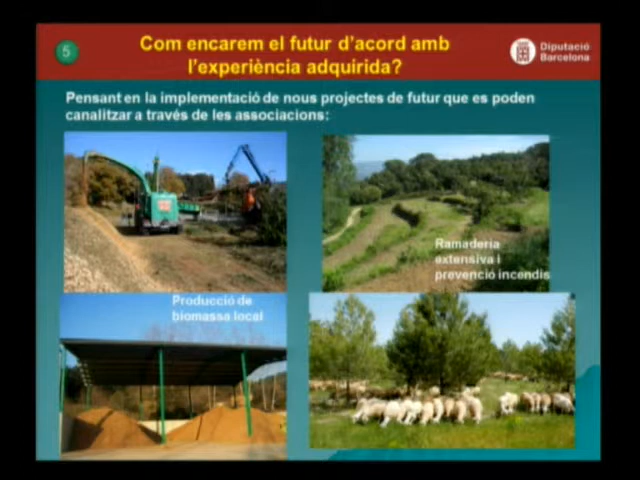 5
Com encarem el futur d'acord amb
l'experiència adquirida?
Diputació
Barcelona
Pensant en la implementació de nous projectes de futur que es poden
canalitzar a través de les associacions:
Ramaderia
extensiva i
prevenció incendis
Producció de
biomassa local